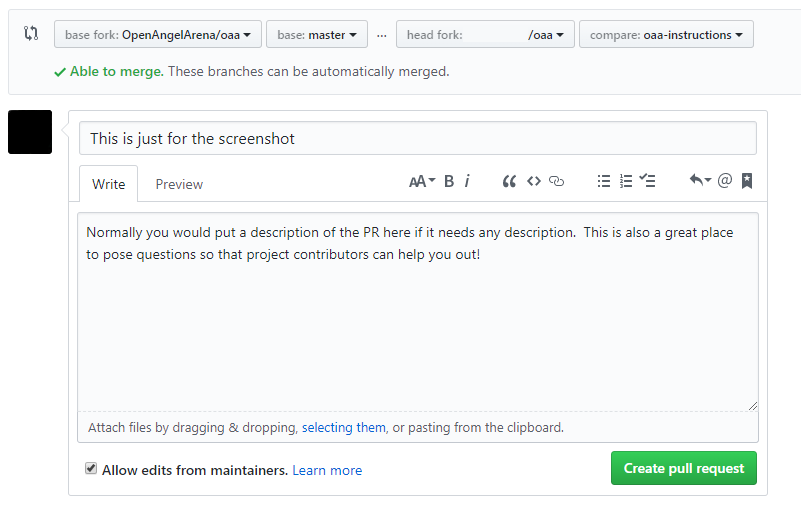 base fork: OpenAngelArena/oaa base: master ... head fork: /oaa compare: oaa-instructions
Able to merge. These branches can be automatically merged.
This is just for the screenshot
Write Preview AA B i @
Normally you would put a description of the PR here if it needs any description. This is also a great place
to pose questions so that project contributors can help you out!
Attach files by dragging & dropping, selecting them, or pasting from the clipboard.
Allow edits from maintainers. Learn more
Create pull request